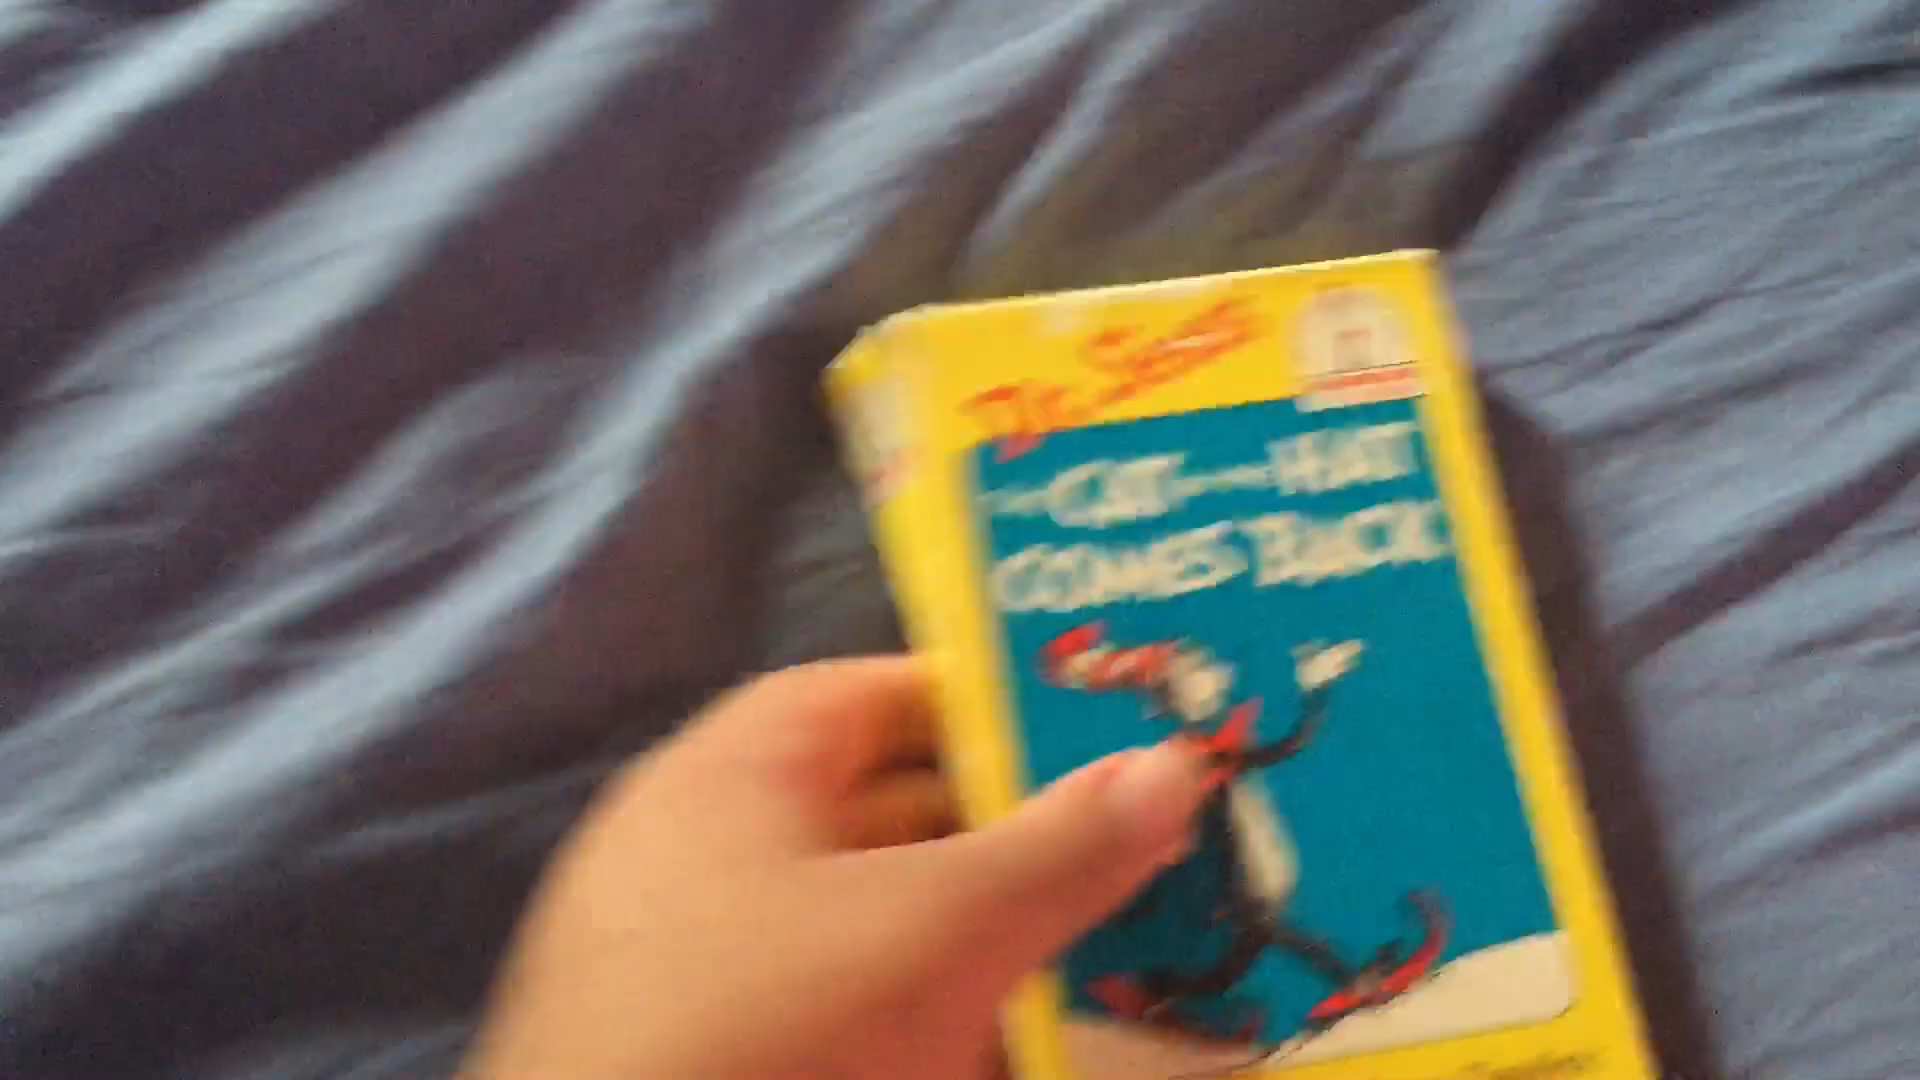 Dr. Seuss
THE CAT IN THE HAT
COMES BACK!